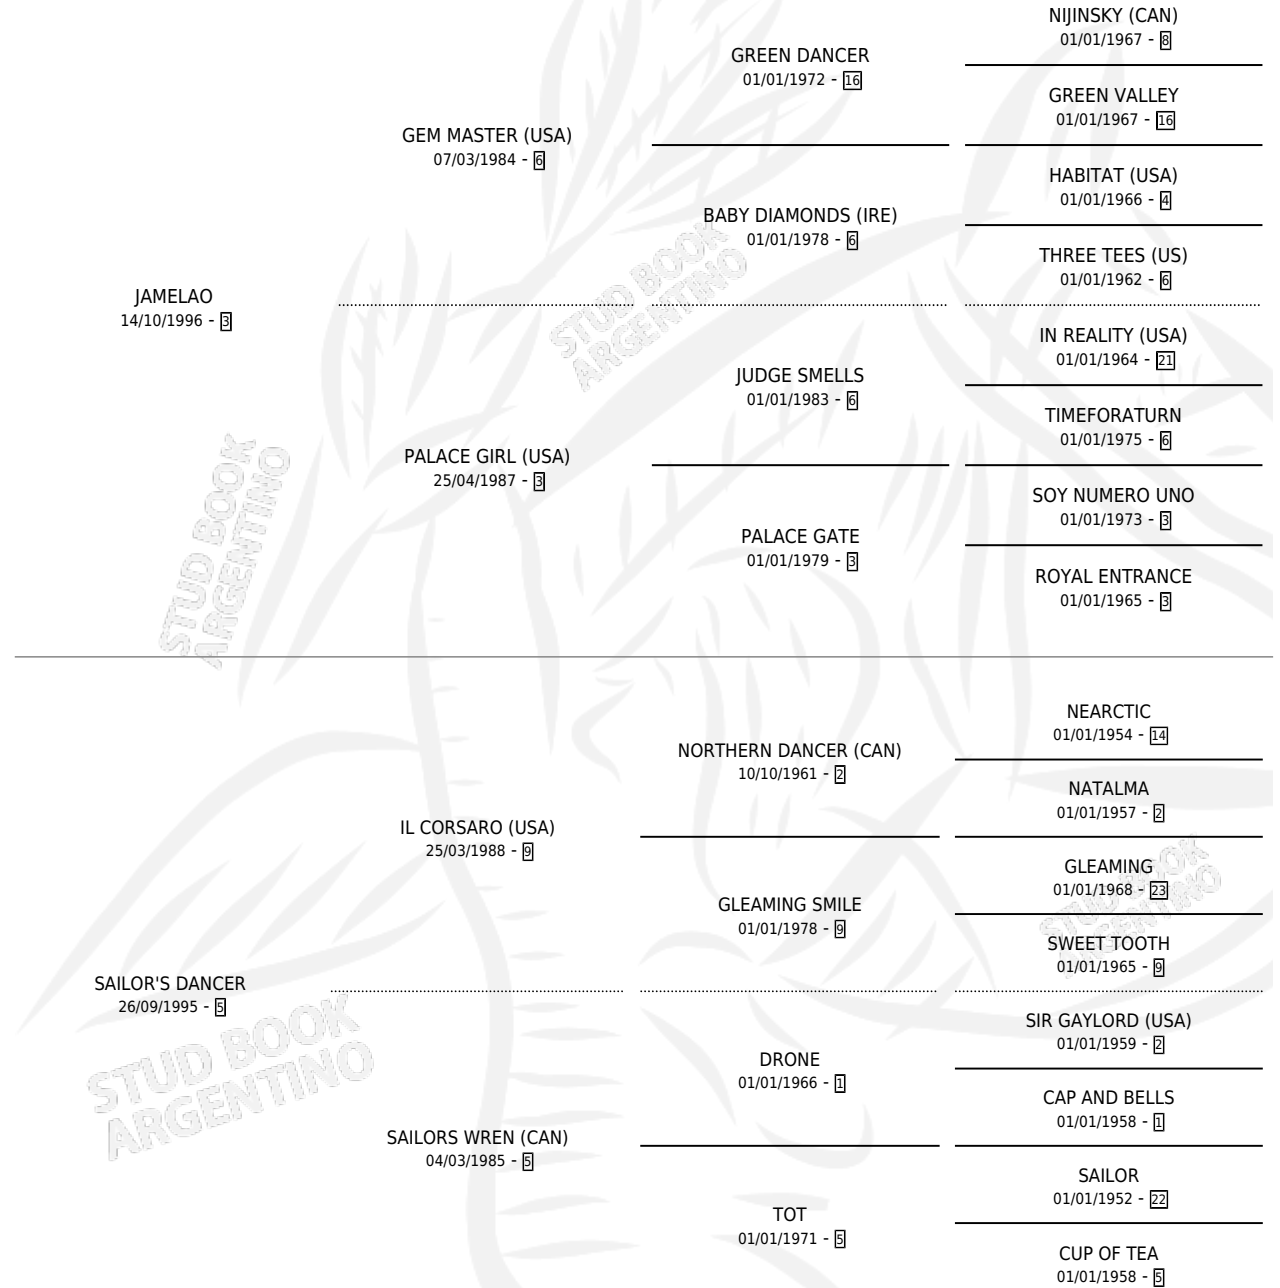 NIJINSKY (CAN)
01/01/1967 - 8
GREEN DANCER
01/01/1972 - 16
GREEN VALLEY
01/01/1967 - 16
GEM MASTER (USA)
07/03/1984 - 6
HABITAT (USA)
01/01/1966 - 4
BABY DIAMONDS (IRE)
01/01/1978 - 6
THREE TEES (US)
01/01/1962 - 6
JAMELAO
14/10/1996 - 3
IN REALITY (USA)
01/01/1964 - 21
JUDGE SMELLS
01/01/1983 - 6
TIMEFORATURN
01/01/1975 - 6
PALACE GIRL (USA)
25/04/1987 - 3
SOY NUMERO UNO
01/01/1973 - 3
PALACE GATE
01/01/1979 - 3
ROYAL ENTRANCE
01/01/1965 - 3
STUD BOOK
ARGENTINO
STUD BOOK
ARGENTINO
NEARCTIC
01/01/1954 - 14
NORTHERN DANCER (CAN)
10/10/1961 - 2
NATALMA
01/01/1957 - 2
IL CORSARO (USA)
25/03/1988 - 9
GLEAMING
01/01/1968 - 23
GLEAMING SMILE
01/01/1978 - 9
SWEET TOOTH
01/01/1965 - 9
SAILOR'S DANCER
26/09/1995 - 5
SIR GAYLORD (USA)
01/01/1959 - 2
DRONE
01/01/1966 - 1
CAP AND BELLS
01/01/1958 - 1
SAILORS WREN (CAN)
04/03/1985 - 5
SAILOR
01/01/1952 - 22
TOT
01/01/1971 - 5
CUP OF TEA
01/01/1958 - 5
STUD BOOK
ARGENTINO
STUD BOOK
ARGENTINO